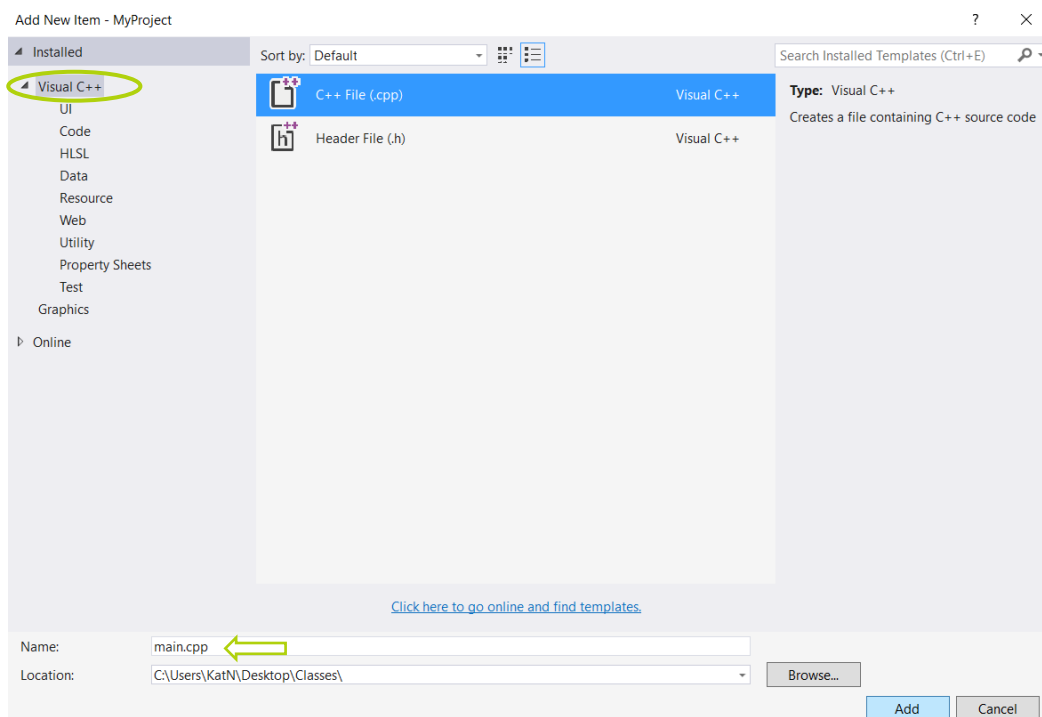 Add New Item - MyProject
? ×
Installed
Sort by: Default
Search Installed Templates (Ctrl+E)
Visual C++
UI
Code
HLSL
Data
Resource
Web
Utility
Property Sheets
Test
Graphics
Online
C++ File (.cpp) Visual C++
Header File (.h) Visual C++
Type: Visual C++
Creates a file containing C++ source code
Click here to go online and find templates.
Name: main.cpp
Location: C:\Users\KatN\Desktop\Classes\
Browse...
Add Cancel